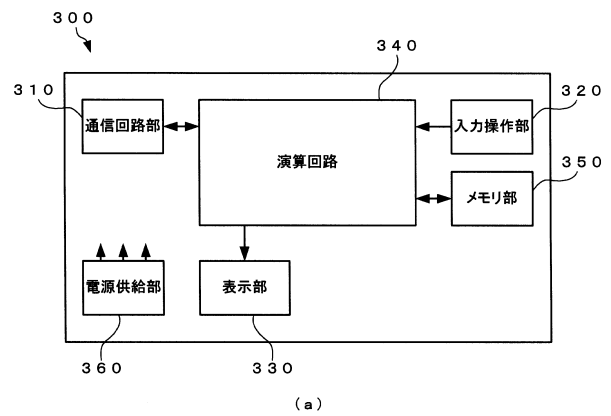 ３００
３４０
３１０
３２０
通信回路部
入力操作部
演算回路
３５０
メモリ部
電源供給部
表示部
３６０
３３０
（ａ）